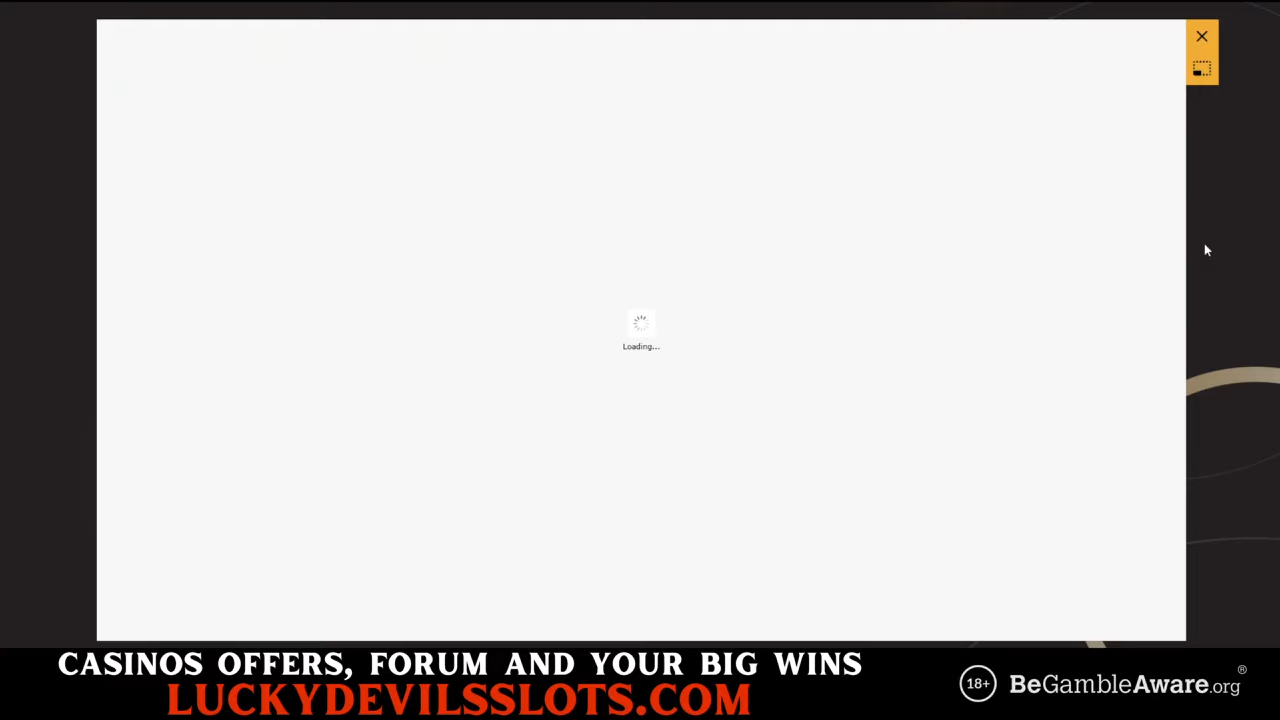 Loading...
CASINOS OFFERS, FORUM AND YOUR BIG WINS
LUCKYDEVILSSLOTS.COM
18+ BeGambleAware.org®